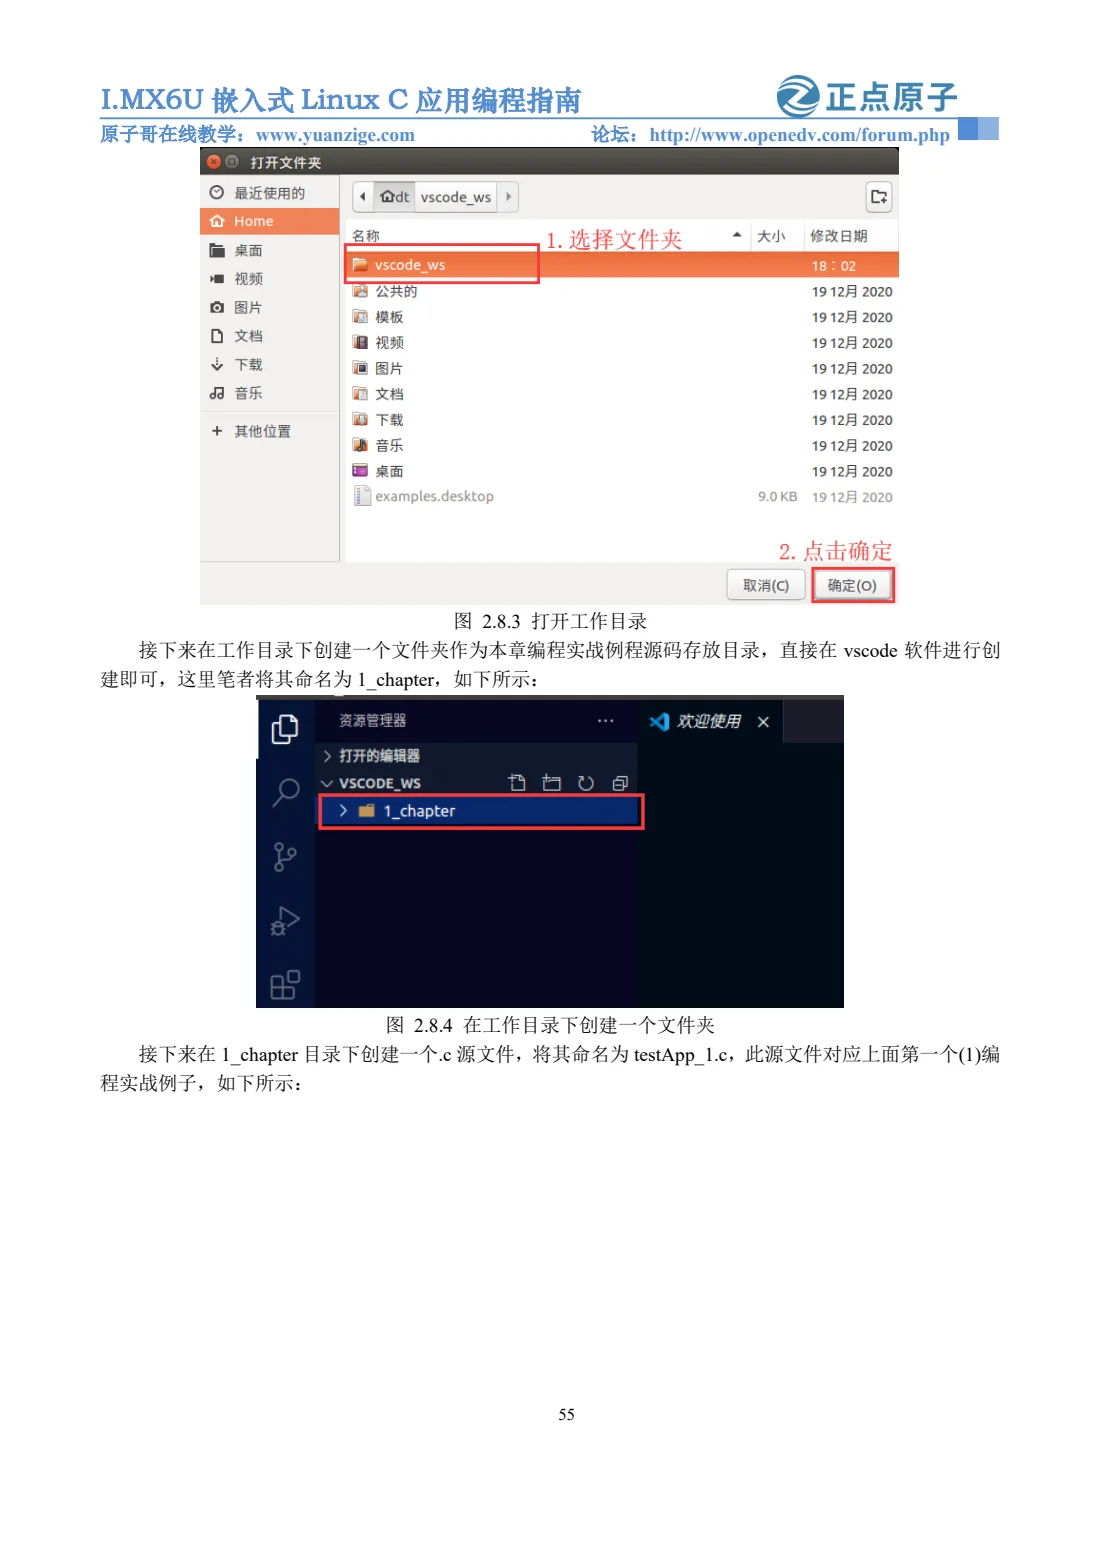 I.MX6U 嵌入式 Linux C 应用编程指南
正点原子
原子哥在线教学：www.yuanzige.com 论坛：http://www.openedv.com/forum.php
打开文件夹
最近使用的
Home
桌面
视频
图片
文档
下载
音乐
+ 其他位置
dt vscode_ws
名称 大小 修改日期
1.选择文件夹
vscode_ws 18：02
公共的 19 12月 2020
模板 19 12月 2020
视频 19 12月 2020
图片 19 12月 2020
文档 19 12月 2020
下载 19 12月 2020
音乐 19 12月 2020
桌面 19 12月 2020
examples.desktop 9.0 KB 19 12月 2020
2.点击确定
取消(C) 确定(O)
图 2.8.3 打开工作目录
接下来在工作目录下创建一个文件夹作为本章编程实战例程源码存放目录，直接在 vscode 软件进行创
建即可，这里笔者将其命名为 1_chapter，如下所示：
资源管理器 ··· 欢迎使用
打开的编辑器
VSCODE_WS
1_chapter
图 2.8.4 在工作目录下创建一个文件夹
接下来在 1_chapter 目录下创建一个.c 源文件，将其命名为 testApp_1.c，此源文件对应上面第一个(1)编
程实战例子，如下所示：
55